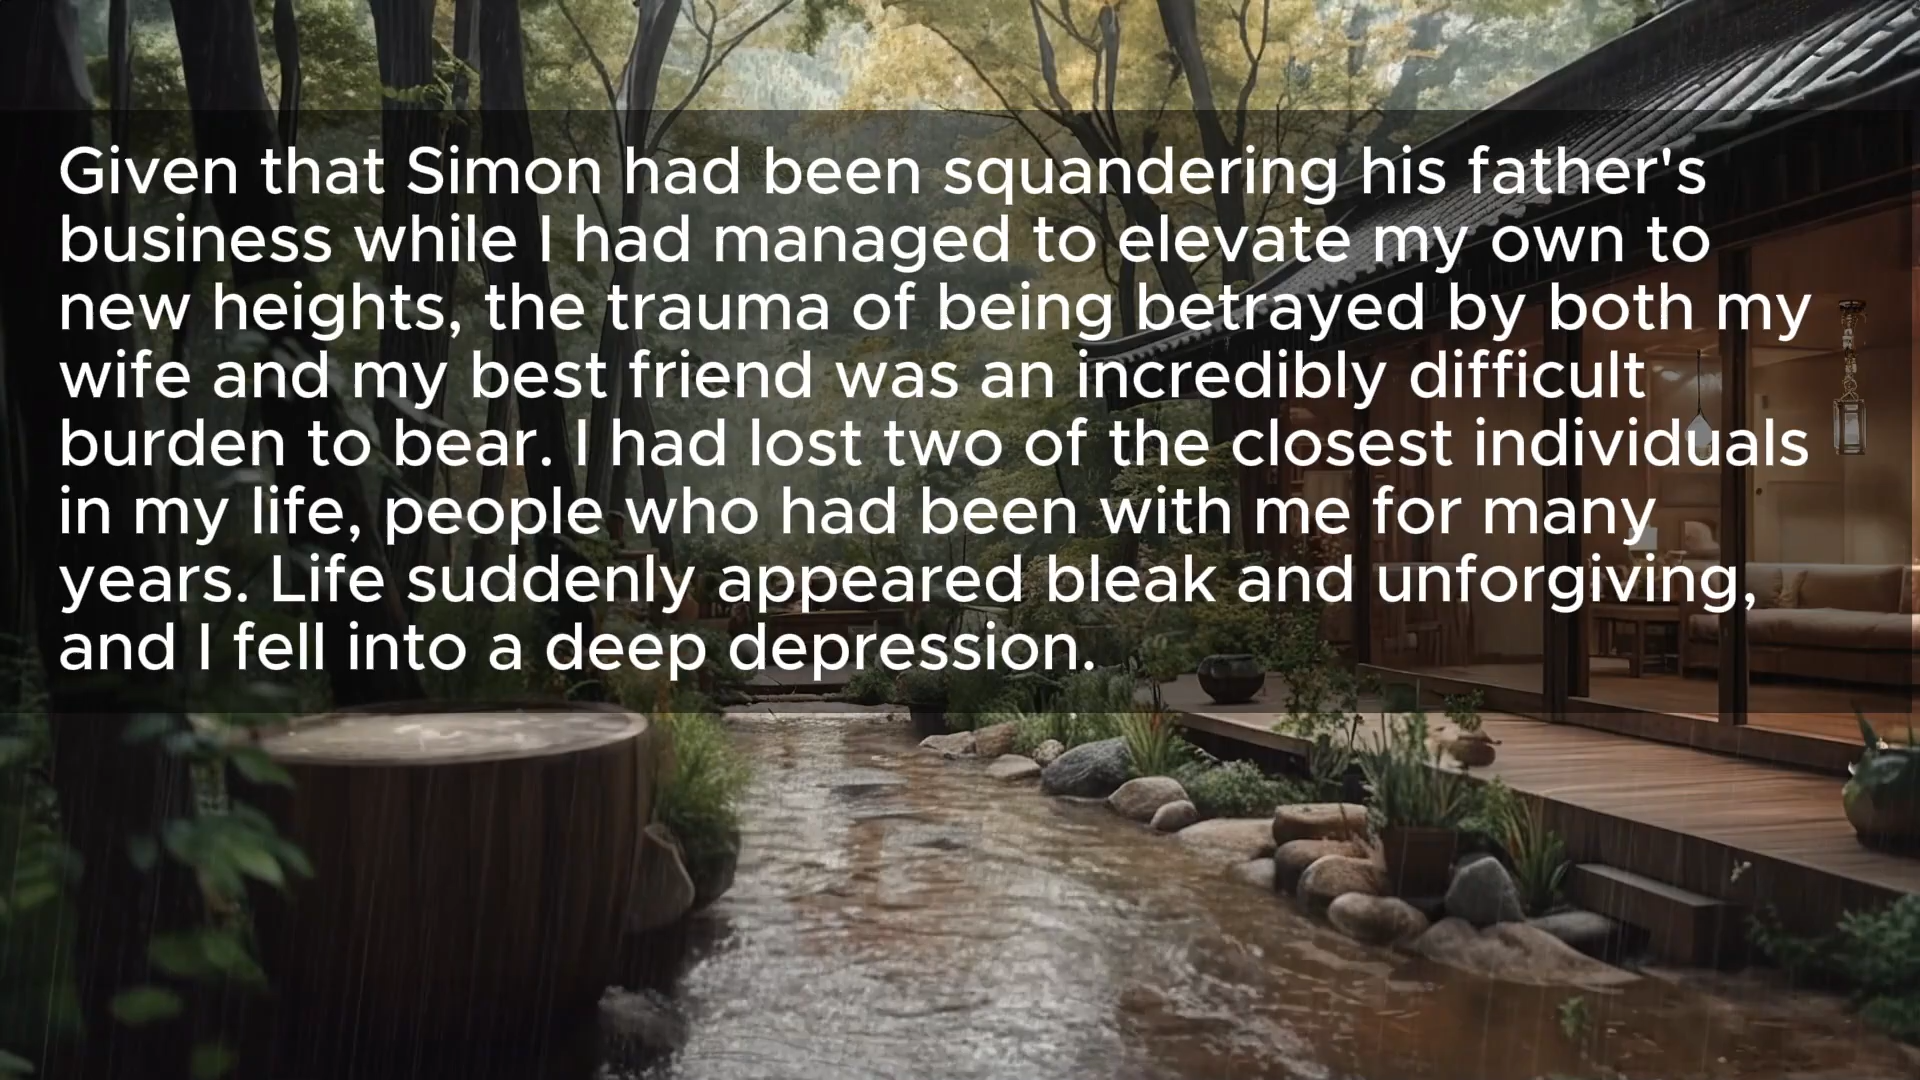 Given that Simon had been squandering his father's
business while I had managed to elevate my own to
new heights, the trauma of being betrayed by both my
wife and my best friend was an incredibly difficult
burden to bear. I had lost two of the closest individuals
in my life, people who had been with me for many
years. Life suddenly appeared bleak and unforgiving,
and I fell into a deep depression.